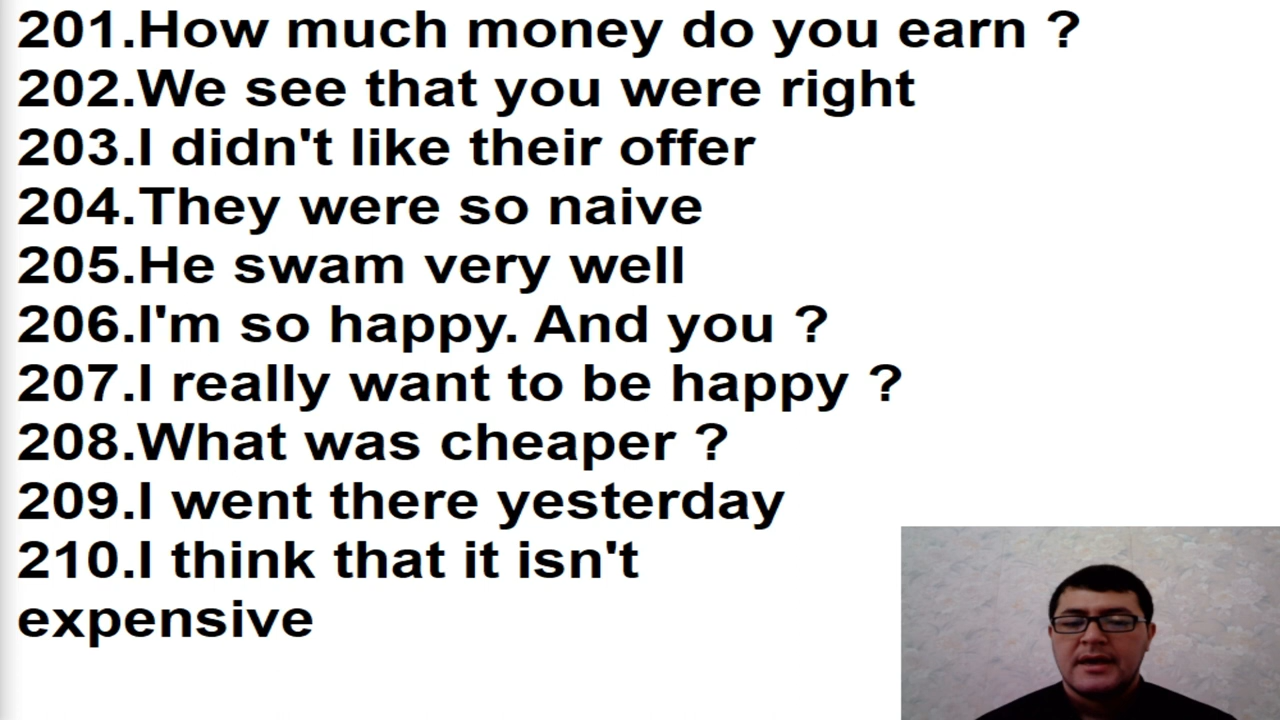 201.How much money do you earn ?
202.We see that you were right
203.I didn't like their offer
204.They were so naive
205.He swam very well
206.I'm so happy. And you ?
207.I really want to be happy ?
208.What was cheaper ?
209.I went there yesterday
210.I think that it isn't
expensive